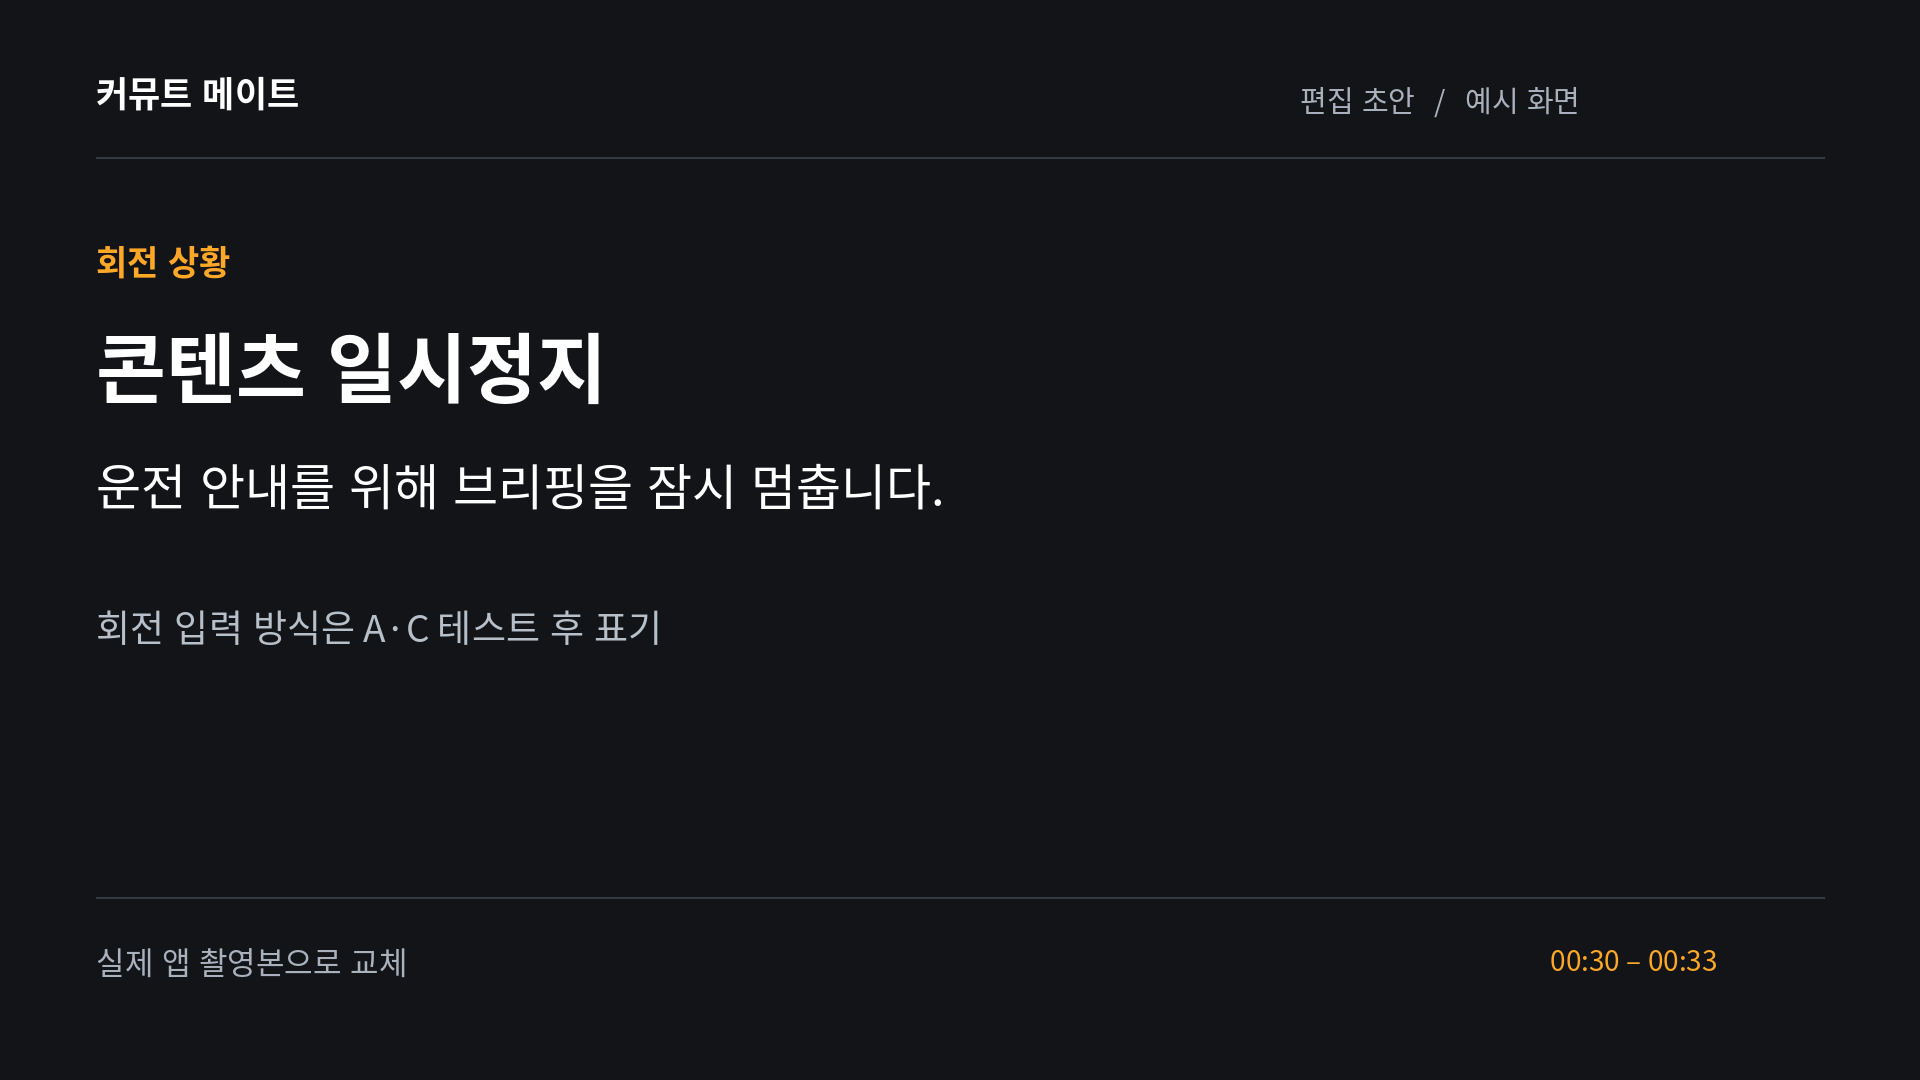 커뮤트 메이트
편집 초안 / 예시 화면
회전 상황
콘텐츠 일시정지
운전 안내를 위해 브리핑을 잠시 멈춥니다.
회전 입력 방식은 A·C 테스트 후 표기
실제 앱 촬영본으로 교체
00:30 – 00:33